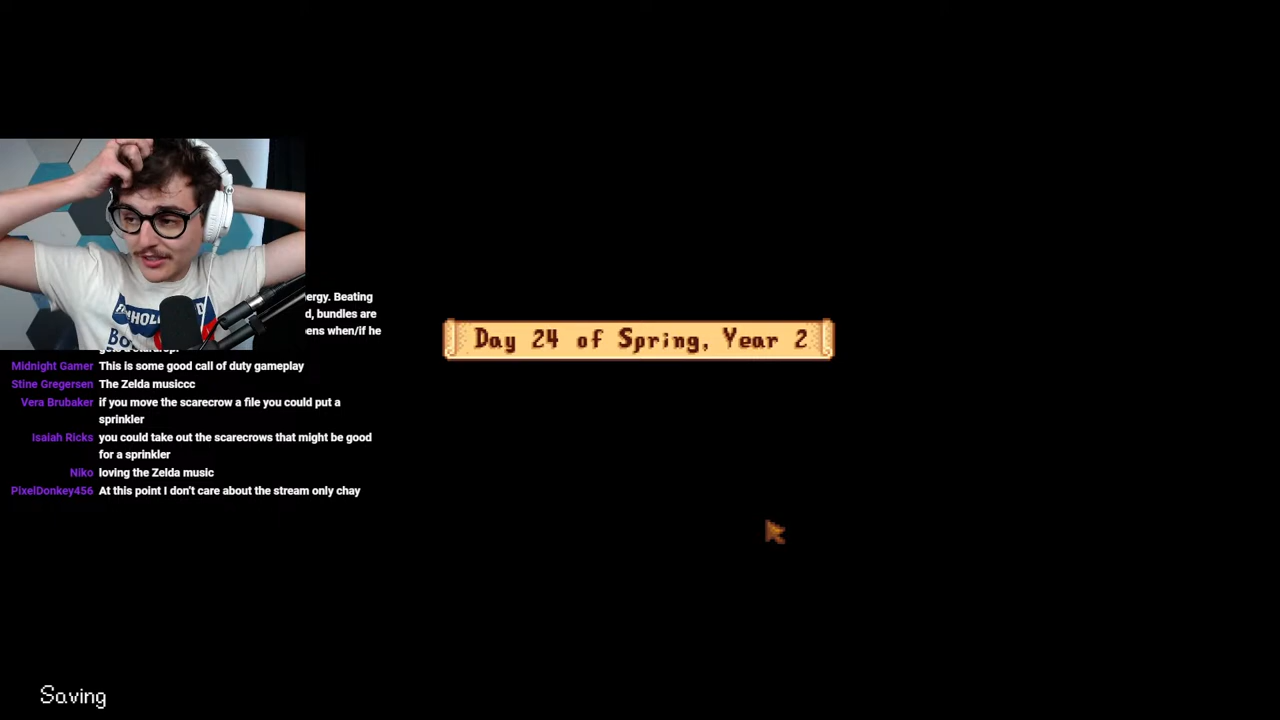 ergy. Beating
d, bundles are
ens when/if he
Midnight Gamer This is some good call of duty gameplay
Stine Gregersen The Zelda musiccc
Vera Brubaker if you move the scarecrow a file you could put a
sprinkler
Isaiah Ricks you could take out the scarecrows that might be good
for a sprinkler
Niko loving the Zelda music
PixelDonkey456 At this point I don't care about the stream only chay
Day 24 of Spring, Year 2
Saving